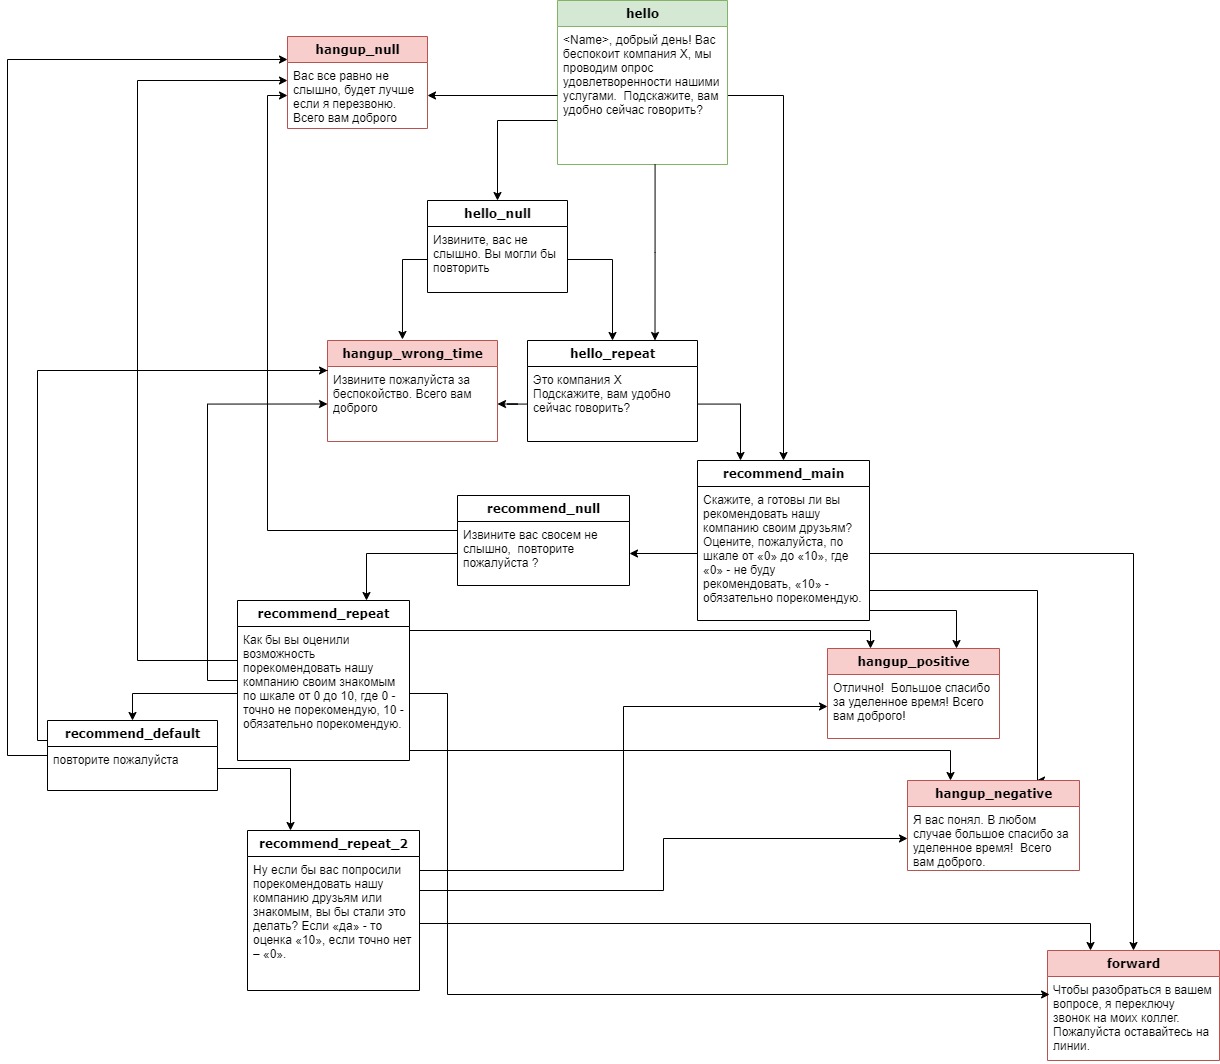 hello
<Name>, добрый день! Вас
беспокоит компания X, мы
проводим опрос
удовлетворенности нашими
услугами.  Подскажите, вам
удобно сейчас говорить?
hangup_null
Вас все равно не
слышно, будет лучше
если я перезвоню.
Всего вам доброго
hello_null
Извините, вас не
слышно. Вы могли бы
повторить
hangup_wrong_time
Извините пожалуйста за
беспокойство. Всего вам
доброго
hello_repeat
Это компания X
Подскажите, вам удобно
сейчас говорить?
recommend_main
Скажите, а готовы ли вы
рекомендовать нашу
компанию своим друзьям?
Оцените, пожалуйста, по
шкале от «0» до «10», где
«0» - не буду
рекомендовать, «10» -
обязательно порекомендую.
recommend_null
Извините вас свосем не
слышно,  повторите
пожалуйста ?
recommend_repeat
Как бы вы оценили
возможность
порекомендовать нашу
компанию своим знакомым
по шкале от 0 до 10, где 0 -
точно не порекомендую, 10 -
обязательно порекомендую.
hangup_positive
Отлично!  Большое спасибо
за уделенное время! Всего
вам доброго!
recommend_default
повторите пожалуйста
hangup_negative
Я вас понял. В любом
случае большое спасибо за
уделенное время!  Всего
вам доброго.
recommend_repeat_2
Ну если бы вас попросили
порекомендовать нашу
компанию друзьям или
знакомым, вы бы стали это
делать? Если «да» - то
оценка «10», если точно нет
– «0».
forward
Чтобы разобраться в вашем
вопросе, я переключу
звонок на моих коллег.
Пожалуйста оставайтесь на
линии.